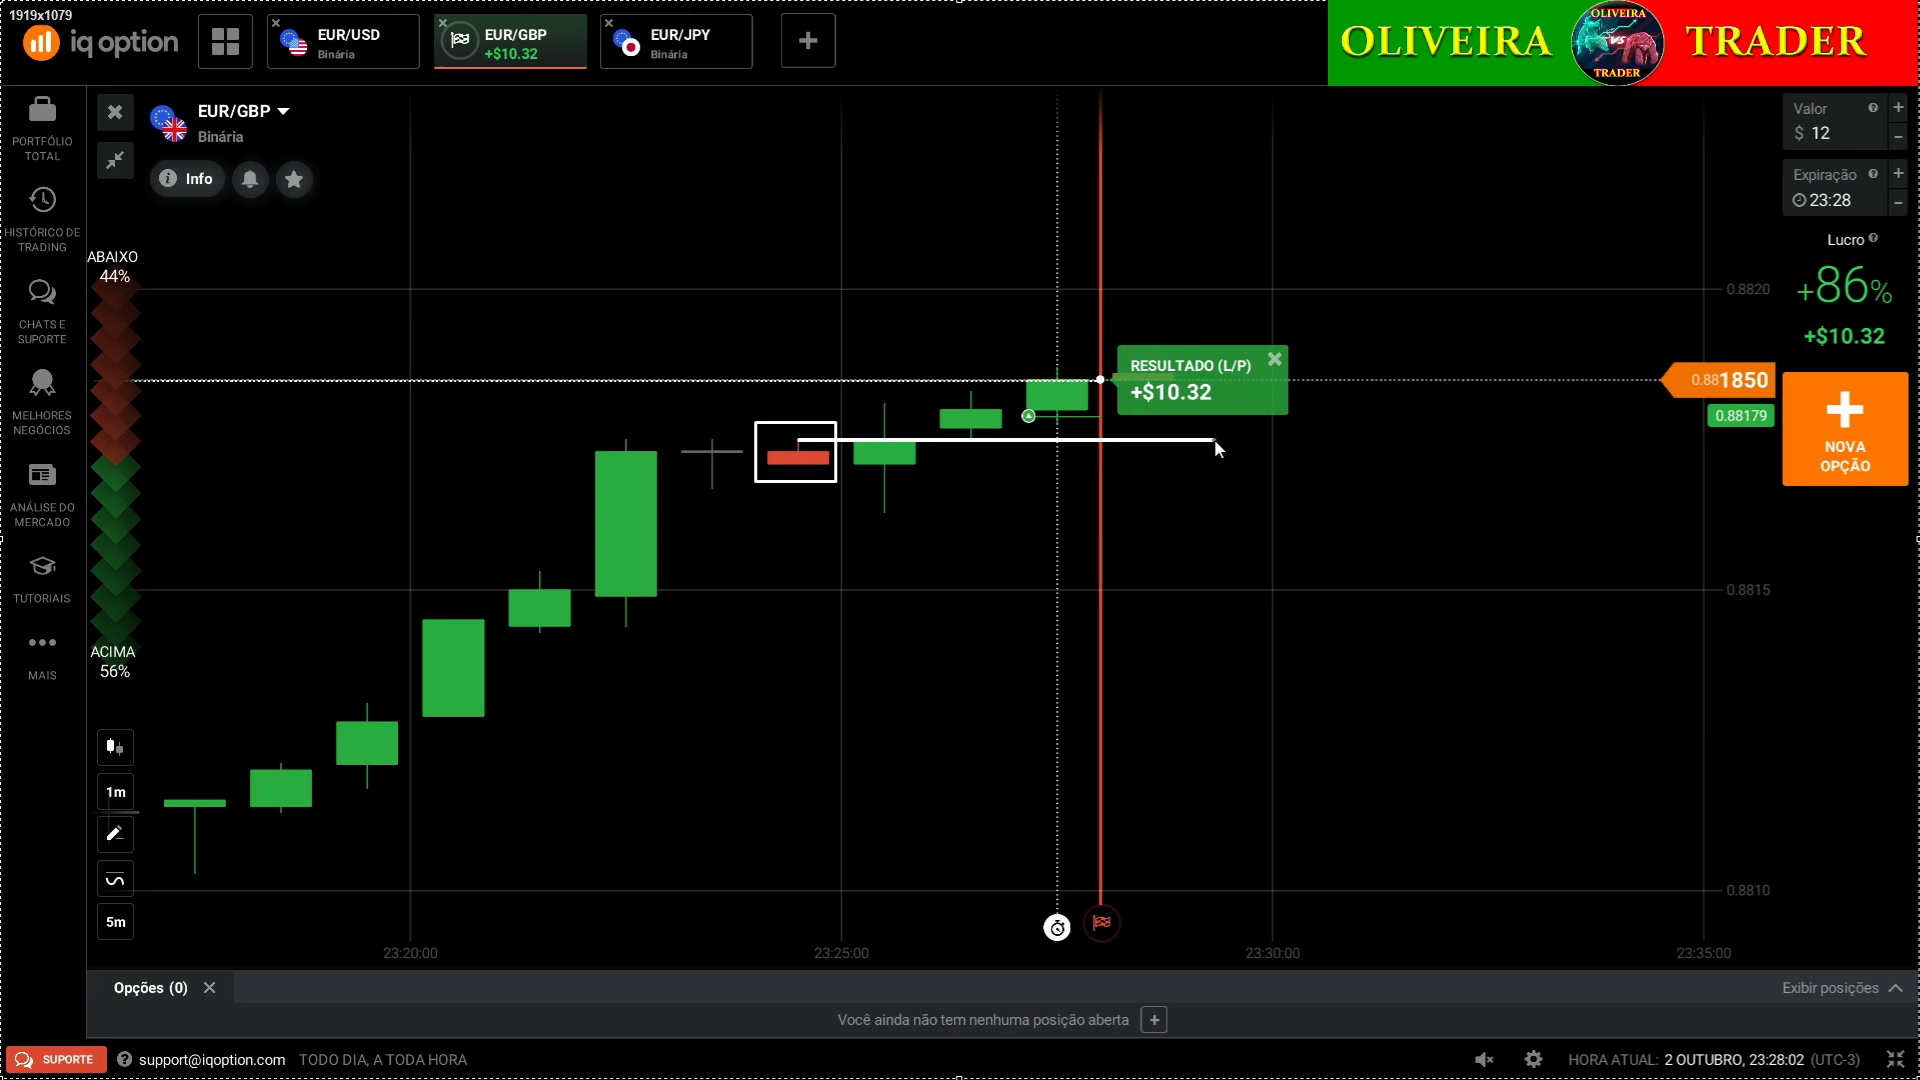 1919x1079
iq option
EUR/USD
Binária
EUR/GBP
+$10.32
EUR/JPY
Binária
OLIVEIRA
OLIVEIRA
VS
TRADER
TRADER
PORTFÓLIO
TOTAL
HISTÓRICO DE
TRADING
CHATS E
SUPORTE
MELHORES
NEGÓCIOS
ANÁLISE DO
MERCADO
TUTORIAIS
MAIS
EUR/GBP
Binária
Info
ABAIXO
44%
ACIMA
56%
1m
5m
RESULTADO (L/P)
+$10.32
0.8820
0.881850
0.88179
0.8815
0.8810
23:20:00
23:25:00
23:30:00
23:35:00
Valor
$ 12
Expiração
23:28
Lucro
+86%
+$10.32
NOVA
OPÇÃO
Opções (0)
Exibir posições
Você ainda não tem nenhuma posição aberta
SUPORTE
support@iqoption.com
TODO DIA, A TODA HORA
HORA ATUAL: 2 OUTUBRO, 23:28:02 (UTC-3)